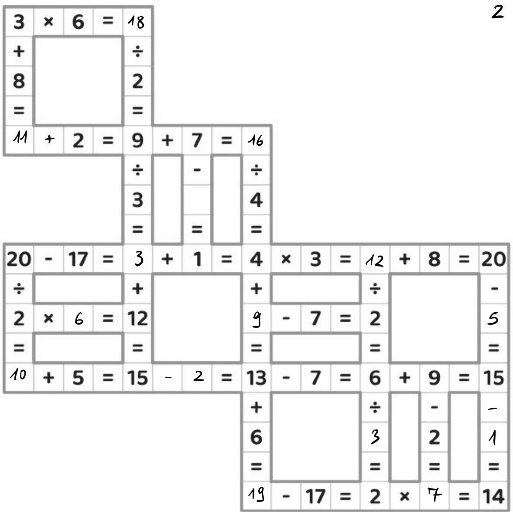 2
3 × 6 = 18
+ ÷
8 2
= =
11 + 2 = 9 + 7 = 16
÷ - ÷
3 4
= = =
20 - 17 = 3 + 1 = 4 × 3 = 12 + 8 = 20
÷ + + ÷ -
2 × 6 = 12 9 - 7 = 2 5
= = = = =
10 + 5 = 15 - 2 = 13 - 7 = 6 + 9 = 15
+ ÷ - -
6 3 2 1
= = = =
19 - 17 = 2 × 7 = 14